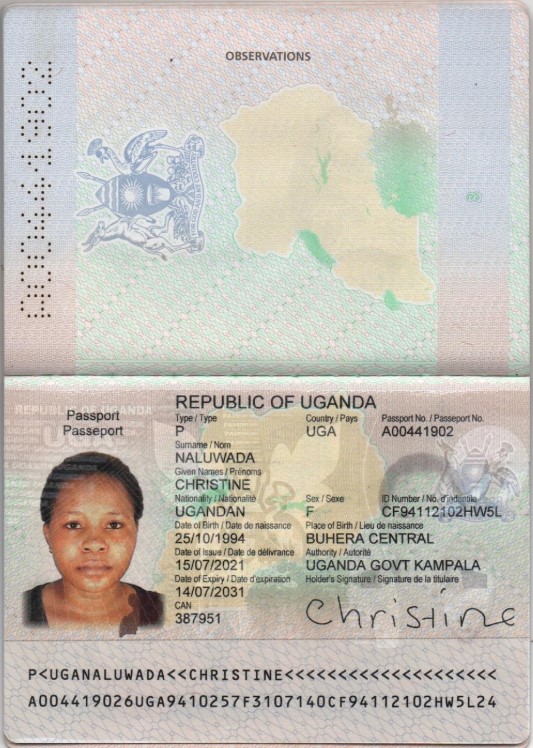 OBSERVATIONS
A00441902
REPUBLIC OF UGANDA
Passport
Passeport
Type / Type Country / Pays Passport No. / Passeport No.
P UGA A00441902
Surname / Nom
NALUWADA
Given Names / Prénoms
CHRISTINE
Nationality / Nationalité Sex / Sexe ID Number / No. d'indentite
UGANDAN F CF94112102HW5L
Date of Birth / Date de naissance Place of Birth / Lieu de naissance
25/10/1994 BUHERA CENTRAL
Date of Issue / Date de délivrance Authority / Autorité
15/07/2021 UGANDA GOVT KAMPALA
Date of Expiry / Date d'expiration Holder's Signature / Signature de la titulaire
14/07/2031 Christine
CAN
387951
P<UGANALUWADA<<CHRISTINE<<<<<<<<<<<<<<<<<<<<
A004419026UGA9410257F3107140CF94112102HW5L24